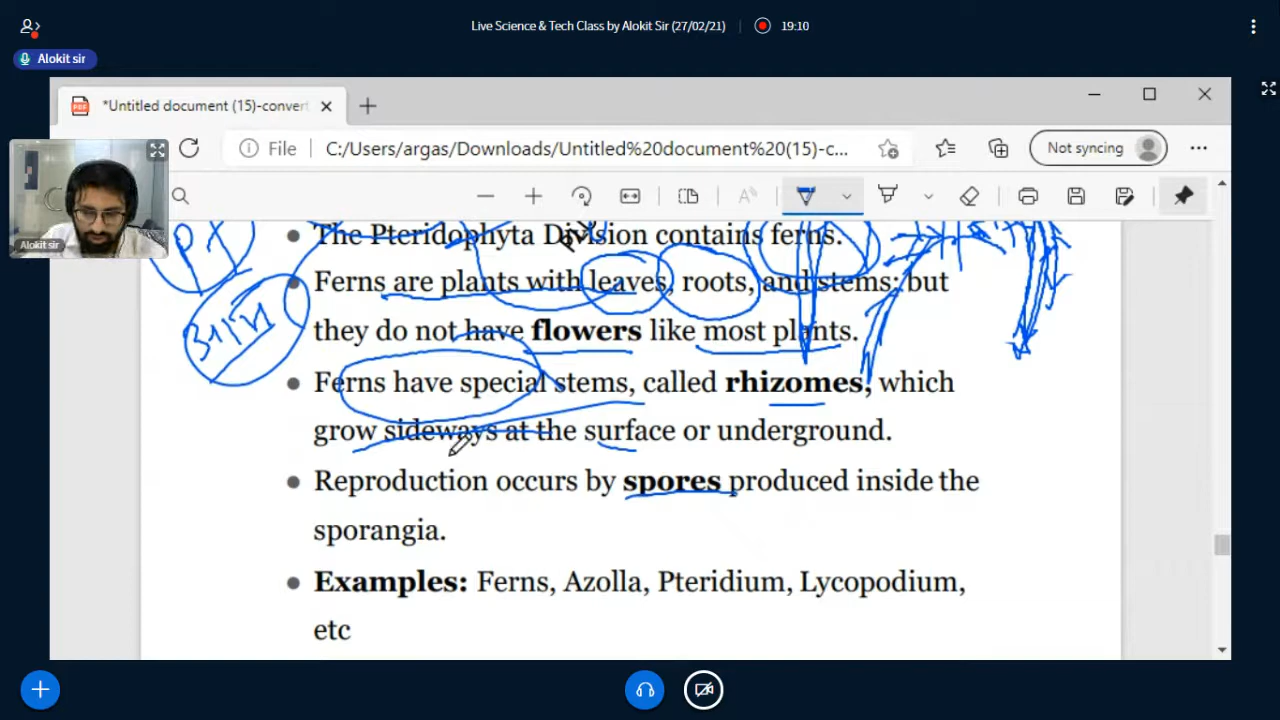 Live Science & Tech Class by Alokit Sir (27/02/21)
19:10
Alokit sir
*Untitled document (15)-convert
File
C:/Users/argas/Downloads/Untitled%20document%20(15)-c...
Not syncing
Alokit sir
• The Pteridophyta Division contains ferns.
• Ferns are plants with leaves, roots, and stems; but
they do not have flowers like most plants.
• Ferns have special stems, called rhizomes, which
grow sideways at the surface or underground.
• Reproduction occurs by spores produced inside the
sporangia.
• Examples: Ferns, Azolla, Pteridium, Lycopodium,
etc